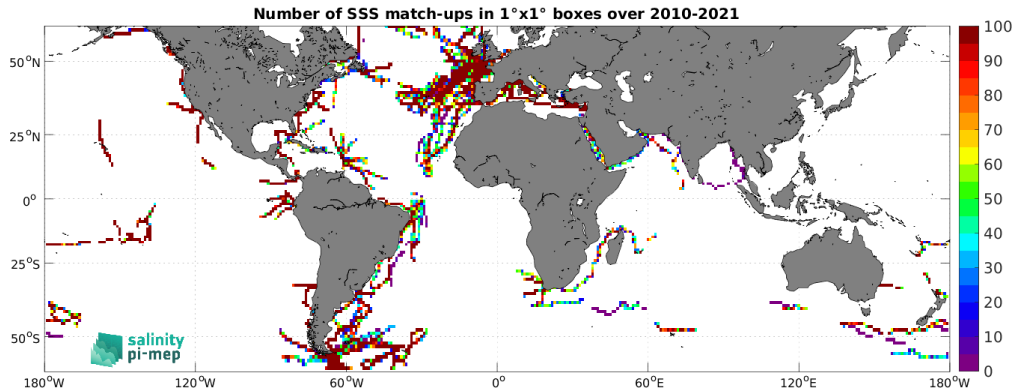 Number of SSS match-ups in 1°x1° boxes over 2010-2021
50°N
25°N
0°
25°S
50°S
180°W
120°W
60°W
0°
60°E
120°E
180°W
100
90
80
70
60
50
40
30
20
10
0
salinity
pi-mep